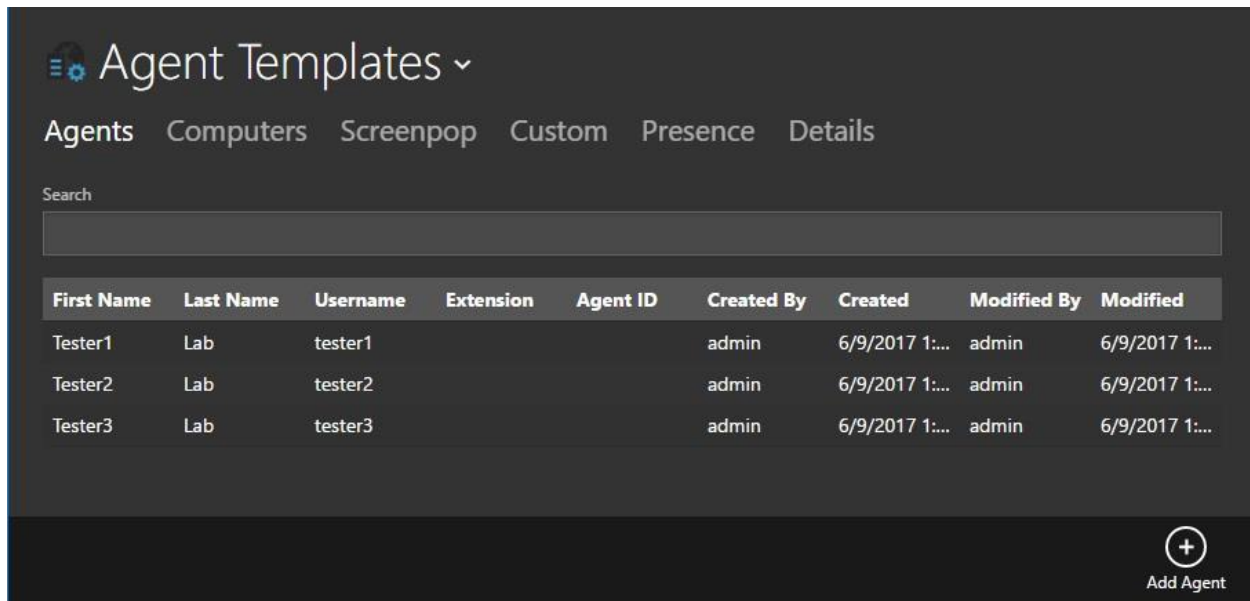 Agent Templates
Agents Computers Screenpop Custom Presence Details
Search
First Name Last Name Username Extension Agent ID Created By Created Modified By Modified
Tester1 Lab tester1 admin 6/9/2017 1:... admin 6/9/2017 1:...
Tester2 Lab tester2 admin 6/9/2017 1:... admin 6/9/2017 1:...
Tester3 Lab tester3 admin 6/9/2017 1:... admin 6/9/2017 1:...
Add Agent